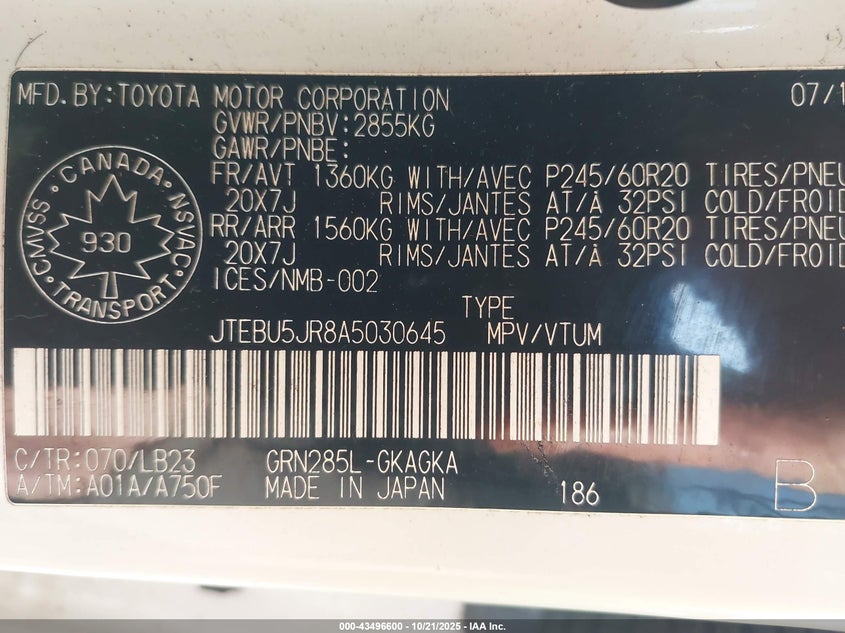 MFD.BY:TOYOTA MOTOR CORPORATION 07/1
GVWR/PNBV:2855KG
GAWR/PNBE:
FR/AVT 1360KG WITH/AVEC P245/60R20 TIRES/PNEU
20X7J RIMS/JANTES AT/À 32PSI COLD/FROID
RR/ARR 1560KG WITH/AVEC P245/60R20 TIRES/PNEU
20X7J RIMS/JANTES AT/À 32PSI COLD/FROID
ICES/NMB-002
CANADA
CMVSS NSVAC
930
TRANSPORT
TYPE
JTEBU5JR8A5030645 MPV/VTUM
C/TR:070/LB23 GRN285L-GKAGKA
A/TM:A01A/A750F MADE IN JAPAN 186 B
000-43496600 - 10/21/2025 - IAA Inc.